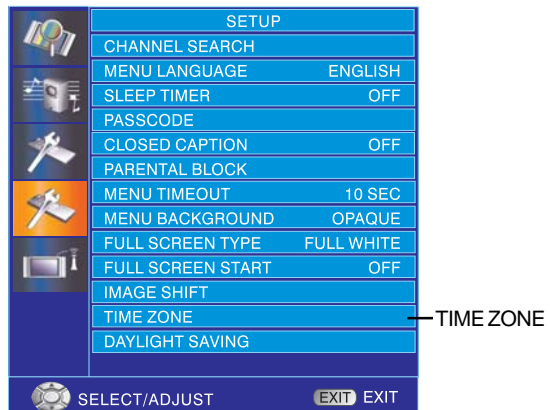 SETUP
CHANNEL SEARCH
MENU LANGUAGE ENGLISH
SLEEP TIMER OFF
PASSCODE
CLOSED CAPTION OFF
PARENTAL BLOCK
MENU TIMEOUT 10 SEC
MENU BACKGROUND OPAQUE
FULL SCREEN TYPE FULL WHITE
FULL SCREEN START OFF
IMAGE SHIFT
TIME ZONE TIME ZONE
DAYLIGHT SAVING
SELECT/ADJUST EXIT EXIT